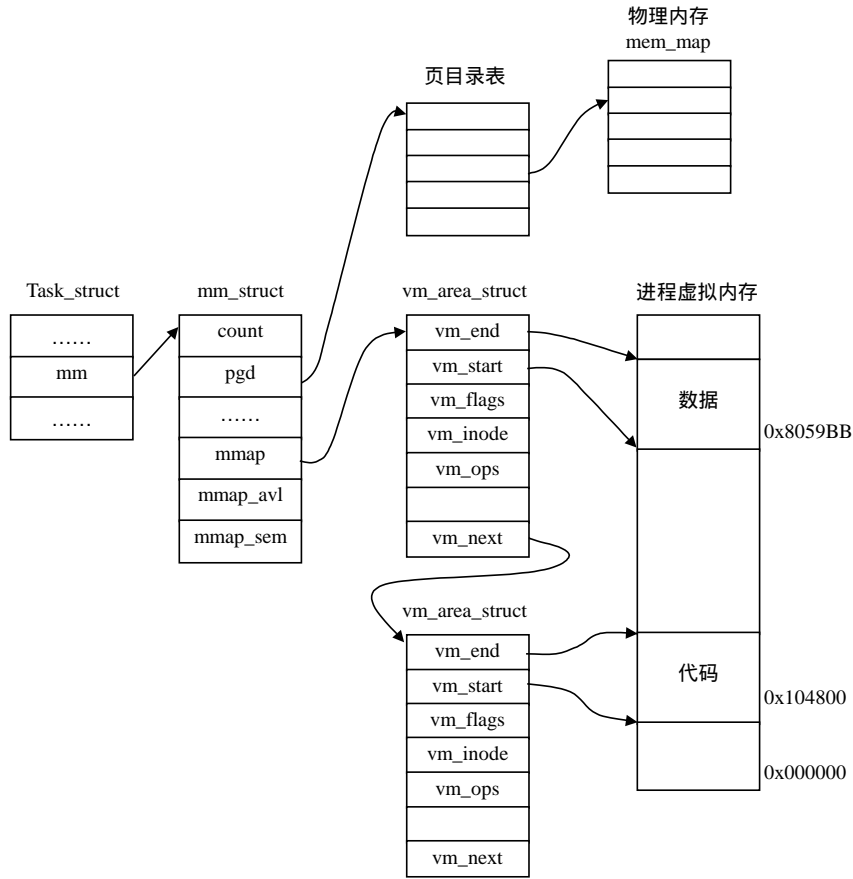 物理内存
mem_map
页目录表
Task_struct
……
mm
……
mm_struct
count
pgd
……
mmap
mmap_avl
mmap_sem
vm_area_struct
vm_end
vm_start
vm_flags
vm_inode
vm_ops
vm_next
vm_area_struct
vm_end
vm_start
vm_flags
vm_inode
vm_ops
vm_next
进程虚拟内存
数据
0x8059BB
代码
0x104800
0x000000